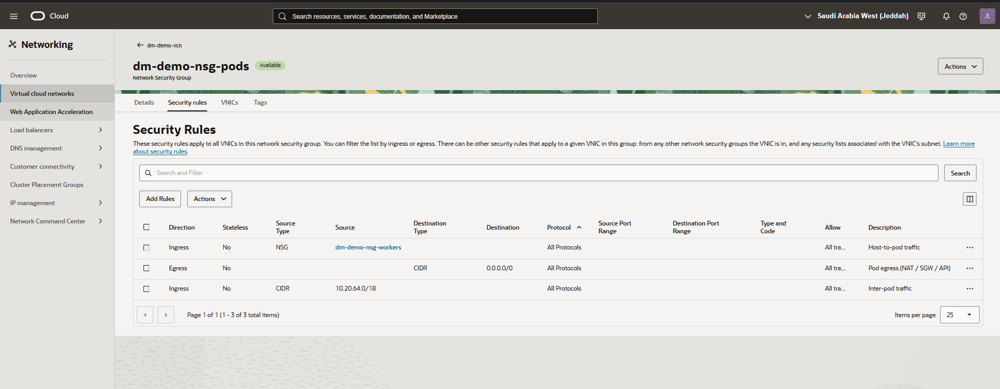 Cloud
Search resources, services, documentation, and Marketplace
Saudi Arabia West (Jeddah)
Networking
Overview
Virtual cloud networks
Web Application Acceleration
Load balancers
DNS management
Customer connectivity
Cluster Placement Groups
IP management
Network Command Center
dm-demo-vcn
dm-demo-nsg-pods Available
Network Security Group
Actions
Details Security rules VNICs Tags
Security Rules
These security rules apply to all VNICs in this network security group. You can filter the list by ingress or egress. There can be other security rules that apply to a given VNIC in this group: from any other network security groups the VNIC is in, and any security lists associated with the VNIC's subnet. Learn more
about security rules.
Search and Filter Search
Add Rules Actions
Direction Stateless Source Type Source Destination Type Destination Protocol Source Port Range Destination Port Range Type and Code Allow Description
Ingress No NSG dm-demo-nsg-workers All Protocols All tra... Host-to-pod traffic
Egress No CIDR 0.0.0.0/0 All Protocols All tra... Pod egress (NAT / SGW / API)
Ingress No CIDR 10.20.64.0/18 All Protocols All tra... Inter-pod traffic
Page 1 of 1 (1 - 3 of 3 total items) Items per page 25